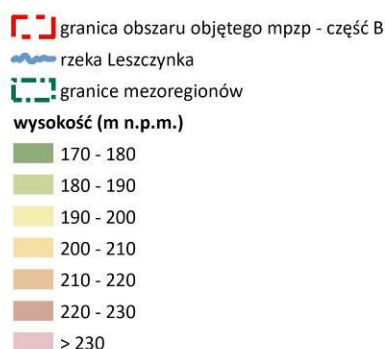 granica obszaru objętego mpzp - część B
rzeka Leszczynka
granice mezoregionów
wysokość (m n.p.m.)
170 - 180
180 - 190
190 - 200
200 - 210
210 - 220
220 - 230
> 230